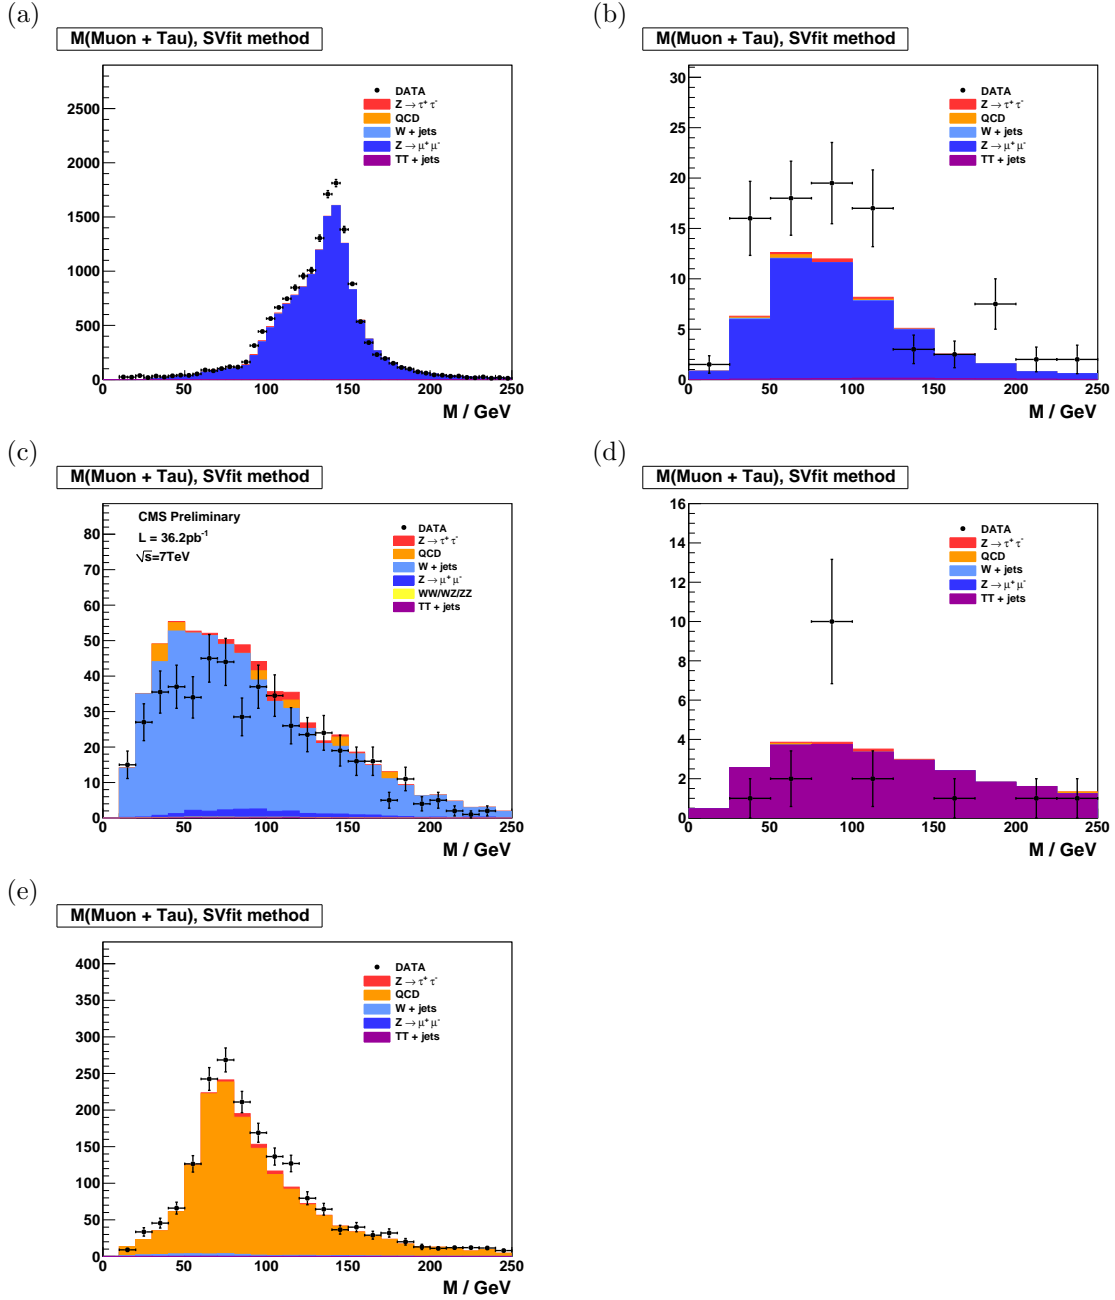 (a)
M(Muon + Tau), SVfit method
DATA
Z → τ⁺ τ⁻
QCD
W + jets
Z → μ⁺ μ⁻
TT + jets
2500
2000
1500
1000
500
0
0 50 100 150 200 250
M / GeV
(b)
M(Muon + Tau), SVfit method
DATA
Z → τ⁺ τ⁻
QCD
W + jets
Z → μ⁺ μ⁻
TT + jets
30
25
20
15
10
5
0
0 50 100 150 200 250
M / GeV
(c)
M(Muon + Tau), SVfit method
CMS Preliminary
L = 36.2pb⁻¹
√s=7TeV
DATA
Z → τ⁺ τ⁻
QCD
W + jets
Z → μ⁺ μ⁻
WW/WZ/ZZ
TT + jets
80
70
60
50
40
30
20
10
0
0 50 100 150 200 250
M / GeV
(d)
M(Muon + Tau), SVfit method
DATA
Z → τ⁺ τ⁻
QCD
W + jets
Z → μ⁺ μ⁻
TT + jets
16
14
12
10
8
6
4
2
0
0 50 100 150 200 250
M / GeV
(e)
M(Muon + Tau), SVfit method
DATA
Z → τ⁺ τ⁻
QCD
W + jets
Z → μ⁺ μ⁻
TT + jets
400
350
300
250
200
150
100
50
0
0 50 100 150 200 250
M / GeV